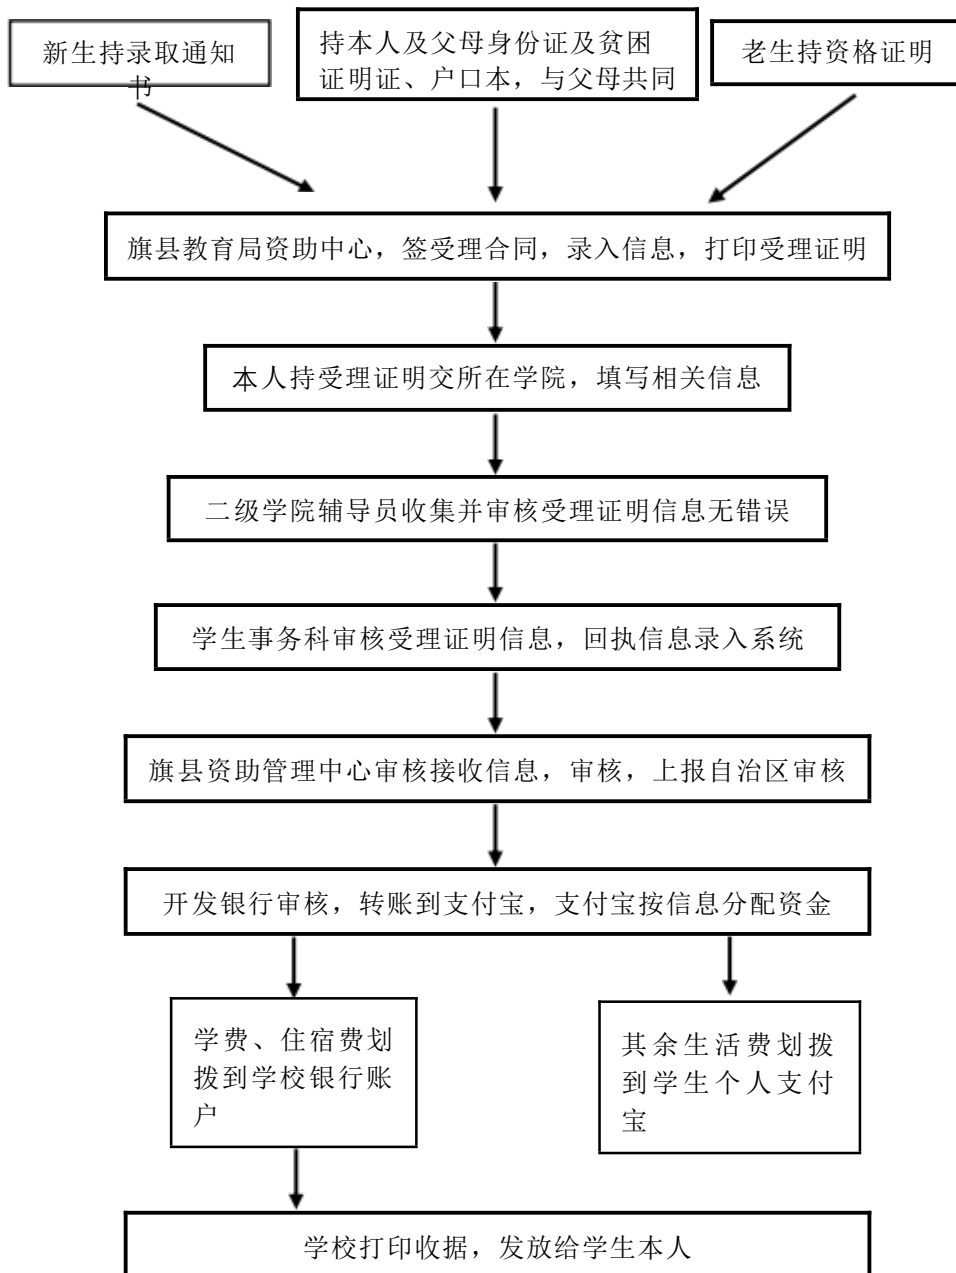 新生持录取通知
书
持本人及父母身份证及贫困
证明证、户口本，与父母共同
老生持资格证明
旗县教育局资助中心，签受理合同，录入信息，打印受理证明
本人持受理证明交所在学院，填写相关信息
二级学院辅导员收集并审核受理证明信息无错误
学生事务科审核受理证明信息，回执信息录入系统
旗县资助管理中心审核接收信息，审核，上报自治区审核
开发银行审核，转账到支付宝，支付宝按信息分配资金
学费、住宿费划
拨到学校银行账
户
其余生活费划拨
到学生个人支付
宝
学校打印收据，发放给学生本人